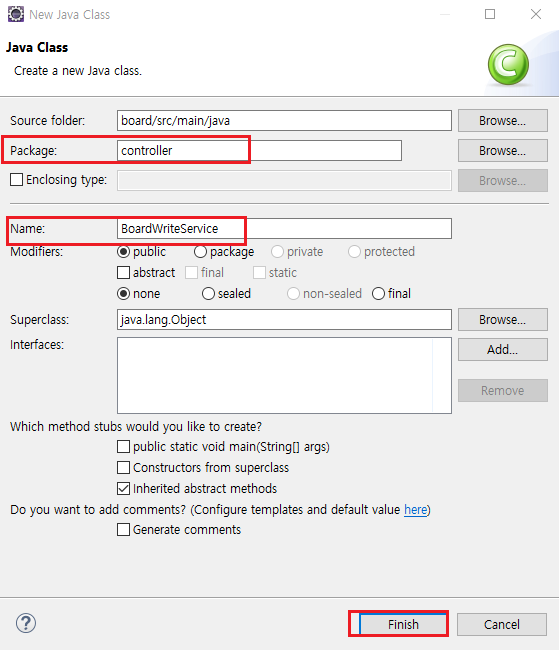 New Java Class
Java Class
Create a new Java class.
Source folder: board/src/main/java Browse...
Package: controller Browse...
Enclosing type: Browse...
Name: BoardWriteService
Modifiers: public package private protected
abstract final static
none sealed non-sealed final
Superclass: java.lang.Object Browse...
Interfaces: Add...
Remove
Which method stubs would you like to create?
public static void main(String[] args)
Constructors from superclass
Inherited abstract methods
Do you want to add comments? (Configure templates and default value here)
Generate comments
? Finish Cancel